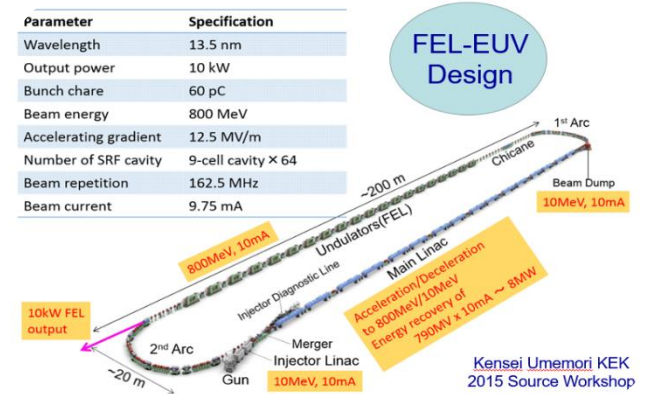 Parameter Specification
Wavelength 13.5 nm
Output power 10 kW
Bunch chare 60 pC
Beam energy 800 MeV
Accelerating gradient 12.5 MV/m
Number of SRF cavity 9-cell cavity × 64
Beam repetition 162.5 MHz
Beam current 9.75 mA
FEL-EUV
Design
1st Arc
Chicane
~200 m
Beam Dump
10MeV, 10mA
Undulators(FEL)
800MeV, 10mA
Main Linac
Injector Diagnostic Line
Acceleration/Deceleration
to 800MeV/10MeV
Energy recovery of
790MV x 10mA ~ 8MW
10kW FEL
output
2nd Arc
Merger
Injector Linac
Gun
10MeV, 10mA
~20 m
Kensei Umemori KEK
2015 Source Workshop